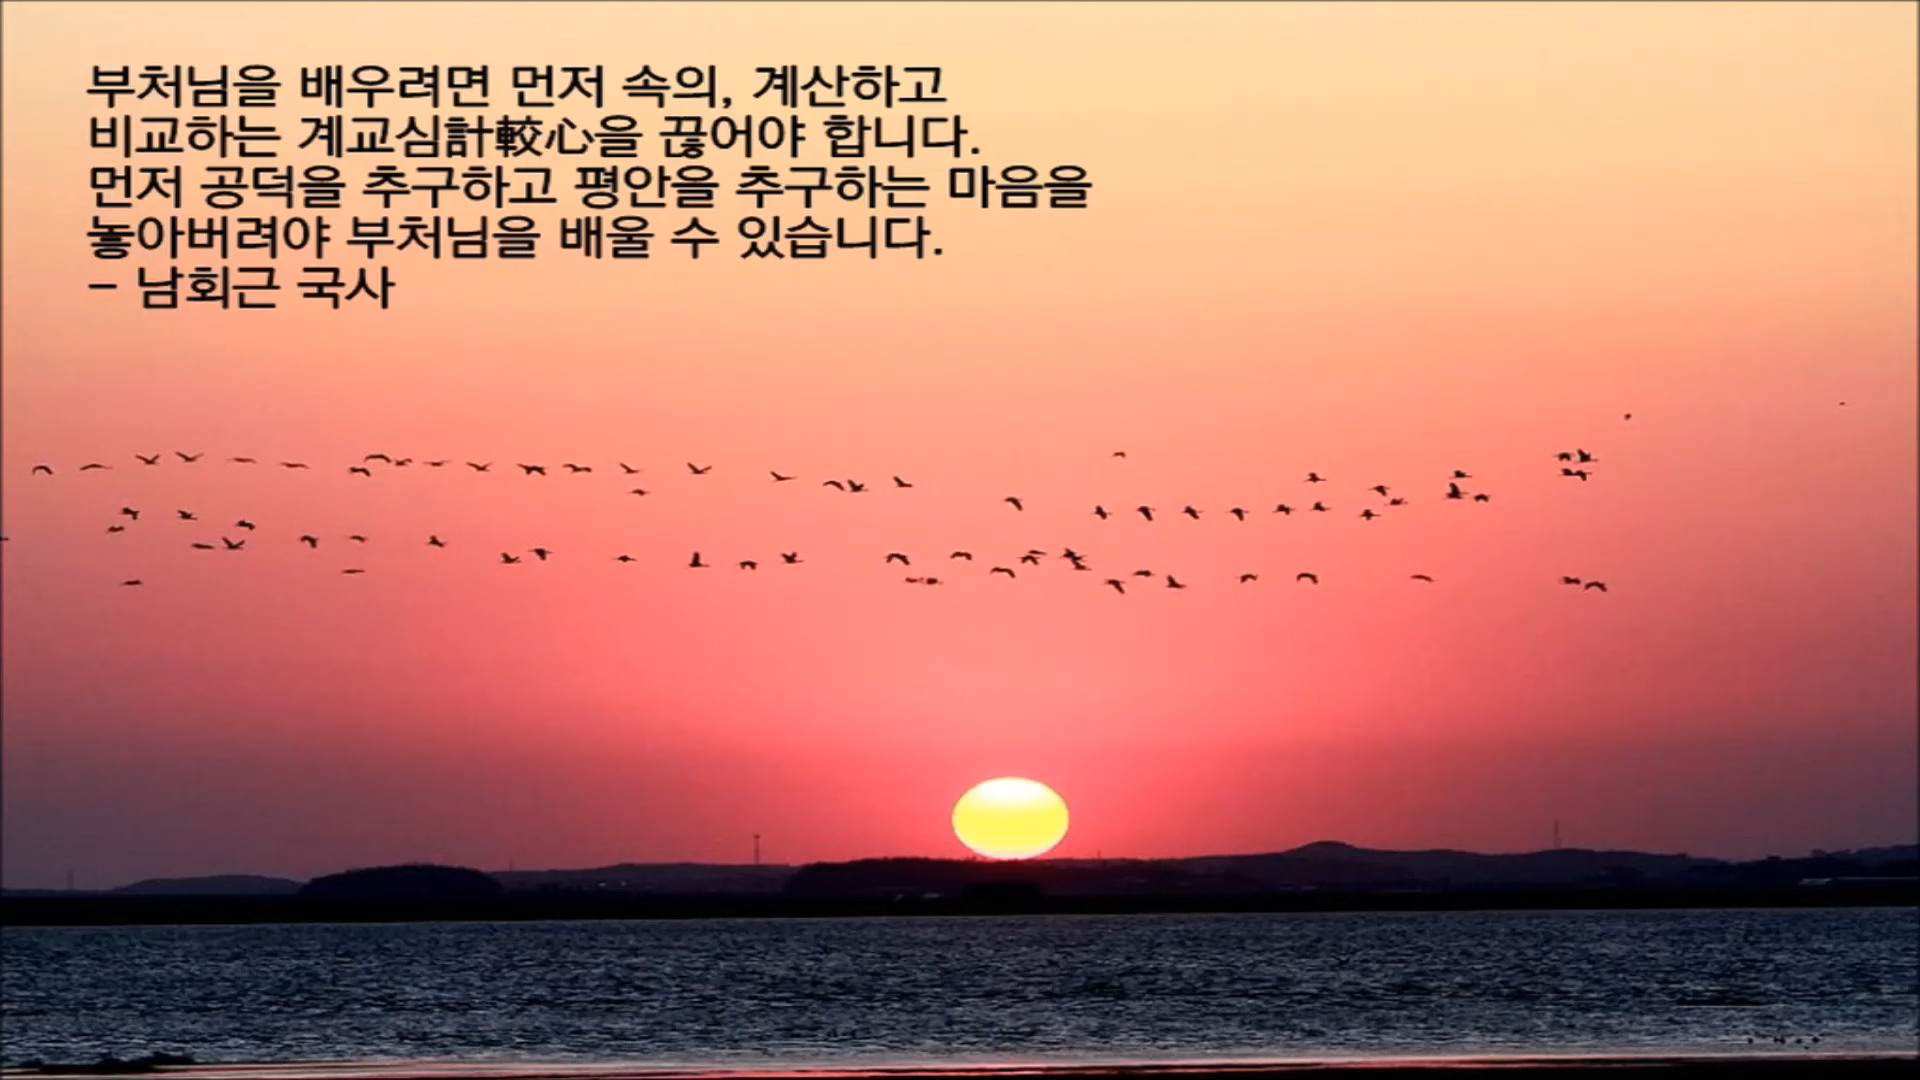 부처님을 배우려면 먼저 속의, 계산하고
비교하는 계교심計較心을 끊어야 합니다.
먼저 공덕을 추구하고 평안을 추구하는 마음을
놓아버려야 부처님을 배울 수 있습니다.
- 남회근 국사